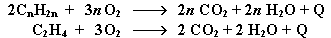 2CₙH₂ₙ + 3n O₂ ⟶ 2n CO₂ + 2n H₂O + Q
C₂H₄ + 3O₂ ⟶ 2 CO₂ + 2 H₂O + Q